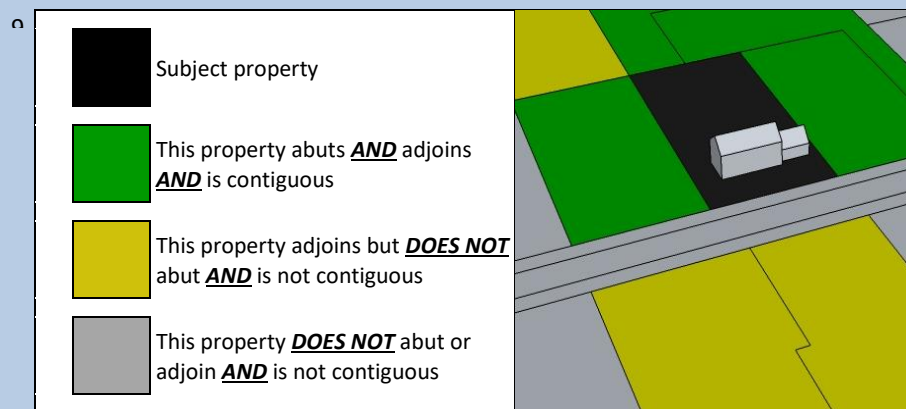 Subject property
This property abuts AND adjoins
AND is contiguous
This property adjoins but DOES NOT
abut AND is not contiguous
This property DOES NOT abut or
adjoin AND is not contiguous